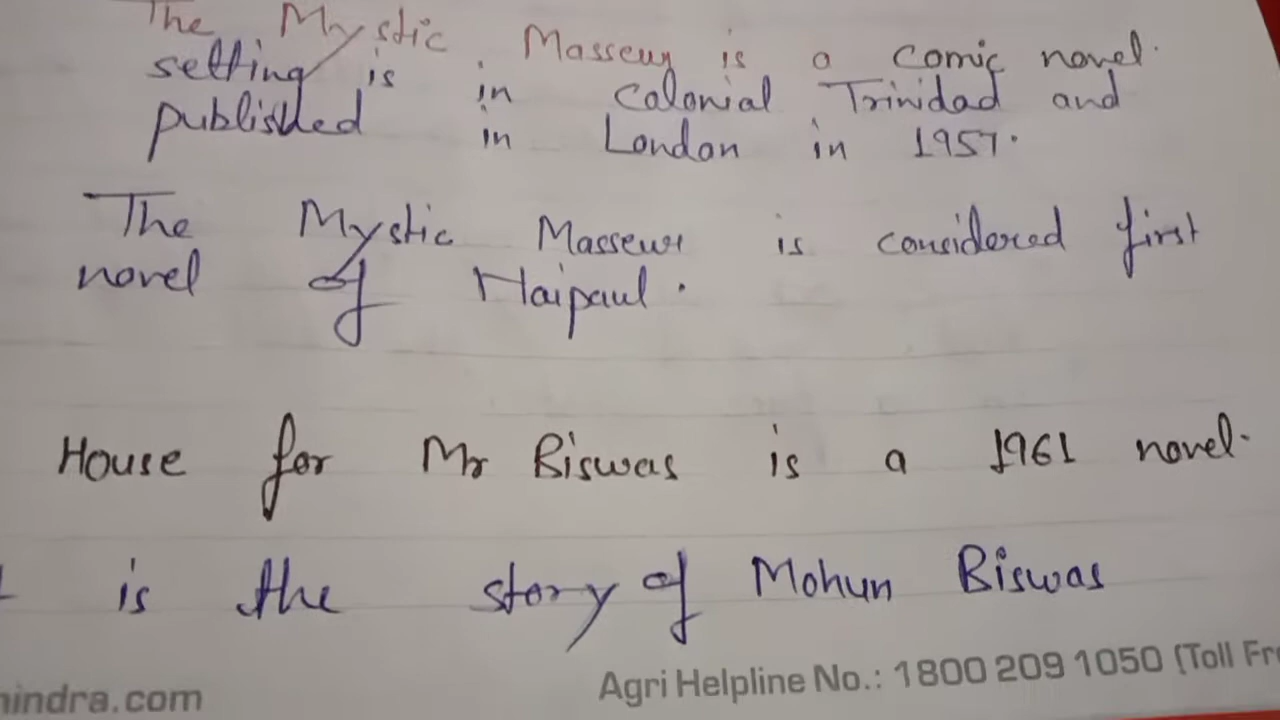 The Mystic Masseur is a comic novel.
setting is in colonial Trinidad and
published in London in 1957.
The Mystic Masseur is considered first
novel of Naipaul.
House for Mr Biswas is a 1961 novel.
is the story of Mohun Biswas
hindra.com
Agri Helpline No.: 1800 209 1050 (Toll Fre